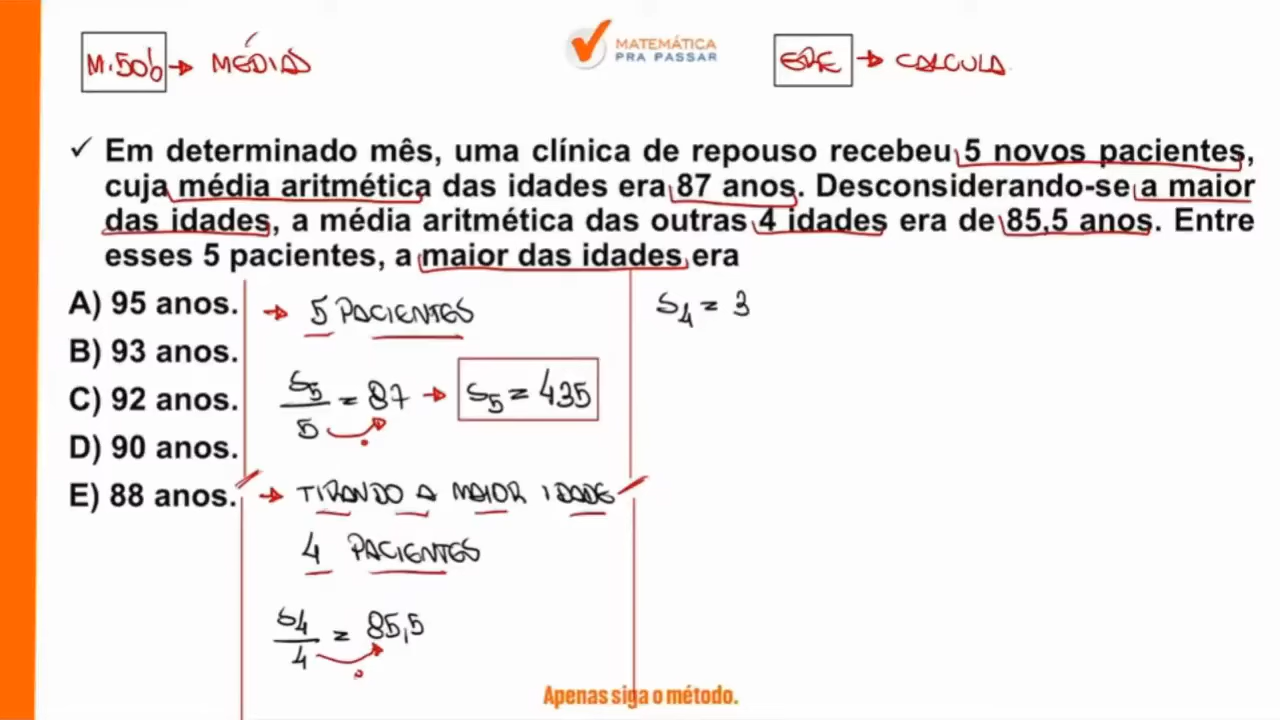 M.50b → MÉDIAS
MATEMÁTICA
PRA PASSAR
→ CALCULA
✓ Em determinado mês, uma clínica de repouso recebeu 5 novos pacientes,
cuja média aritmética das idades era 87 anos. Desconsiderando-se a maior
das idades, a média aritmética das outras 4 idades era de 85,5 anos. Entre
esses 5 pacientes, a maior das idades era
A) 95 anos.
B) 93 anos.
C) 92 anos.
D) 90 anos.
E) 88 anos.
→ 5 PACIENTES
S5/5 = 87 → S5 = 435
→ TIRANDO A MAIOR IDADE
4 PACIENTES
S4/4 = 85,5
S4 = 3
Apenas siga o método.